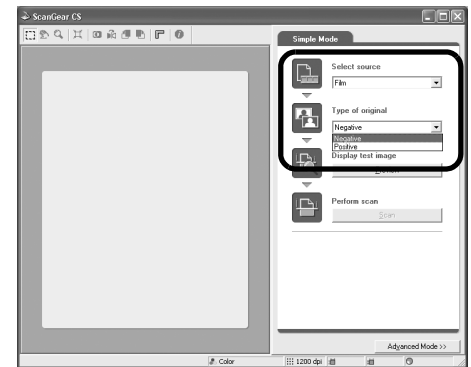 ScanGear CS
Simple Mode
Select source
Film
Type of original
Negative
Negative
Positive
Display test image
Perform scan
Scan
Advanced Mode >>
Color
1200 dpi